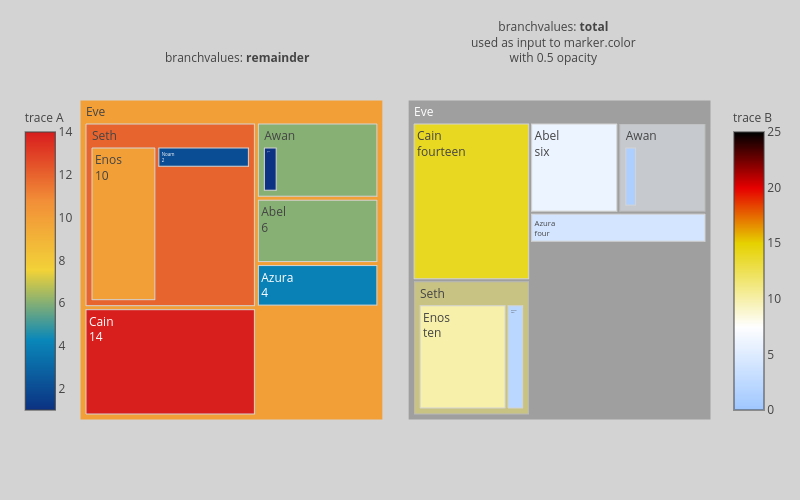 branchvalues: remainder
branchvalues: total
used as input to marker.color
with 0.5 opacity
trace A
14
12
10
8
6
4
2
Eve
Seth
Enos
10
Noam
2
Awan
Abel
6
Azura
4
Cain
14
Eve
Cain
fourteen
Abel
six
Awan
Azura
four
Seth
Enos
ten
trace B
25
20
15
10
5
0